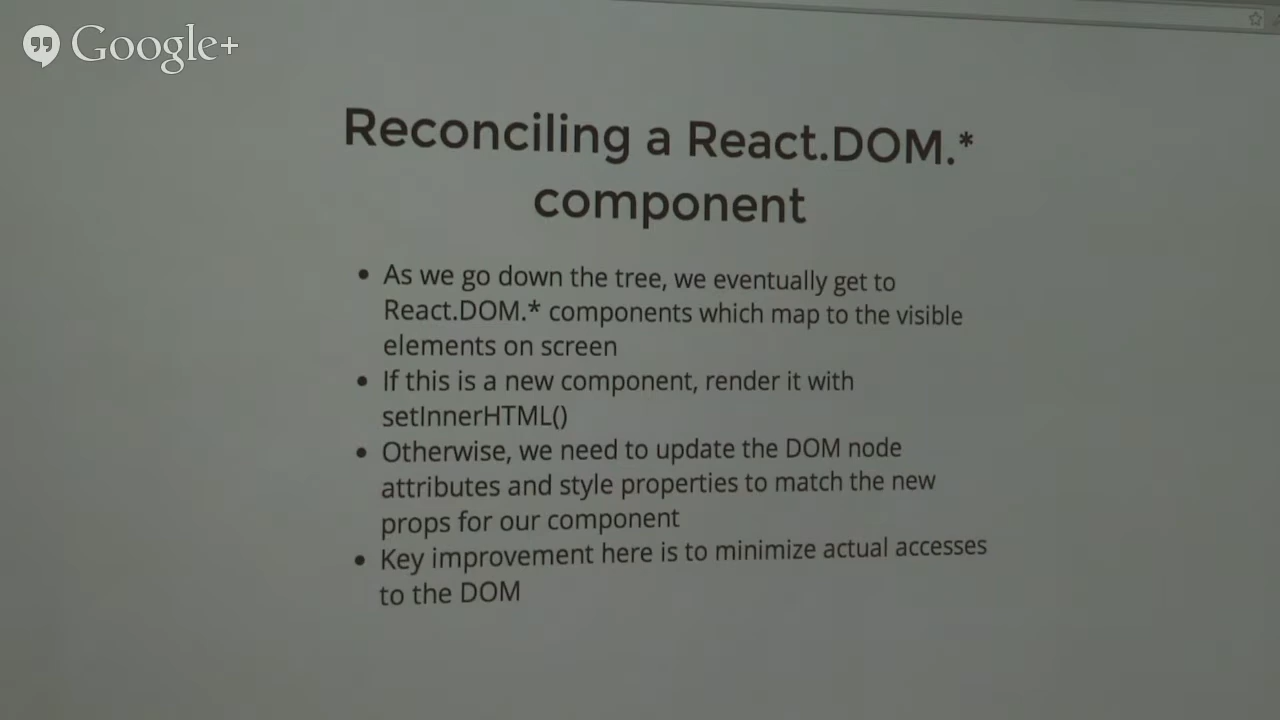 Google+
Reconciling a React.DOM.*
component
• As we go down the tree, we eventually get to
React.DOM.* components which map to the visible
elements on screen
• If this is a new component, render it with
setInnerHTML()
• Otherwise, we need to update the DOM node
attributes and style properties to match the new
props for our component
• Key improvement here is to minimize actual accesses
to the DOM